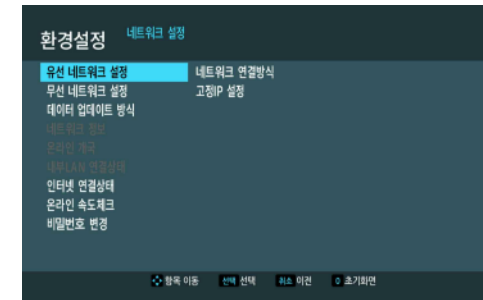 환경설정 네트워크 설정
유선 네트워크 설정 네트워크 연결방식
무선 네트워크 설정 고정IP 설정
데이터 업데이트 방식
네트워크 정보
온라인 개곡
내부LAN 연결상태
인터넷 연결상태
온라인 속도체크
비밀번호 변경
항목 이동 선택 선택 취소 이전 초기화면